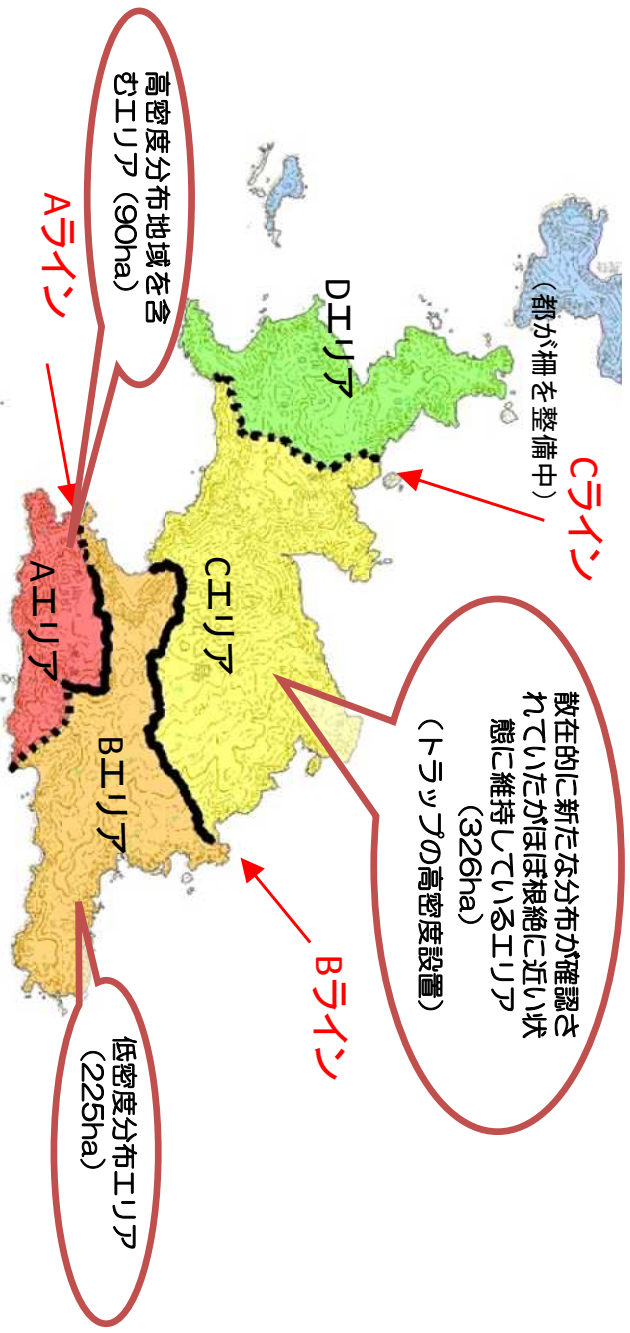 （都が柵を整備中）
Cライン
Dエリア
散在的に新たな分布が確認さ
れていたがほぼ根絶に近い状
態に維持しているエリア
（326ha）
（トラップの高密度設置）
高密度分布地域を含
むエリア（90ha）
Aライン
Cエリア
Aエリア
Bエリア
Bライン
低密度分布エリア
（225ha）